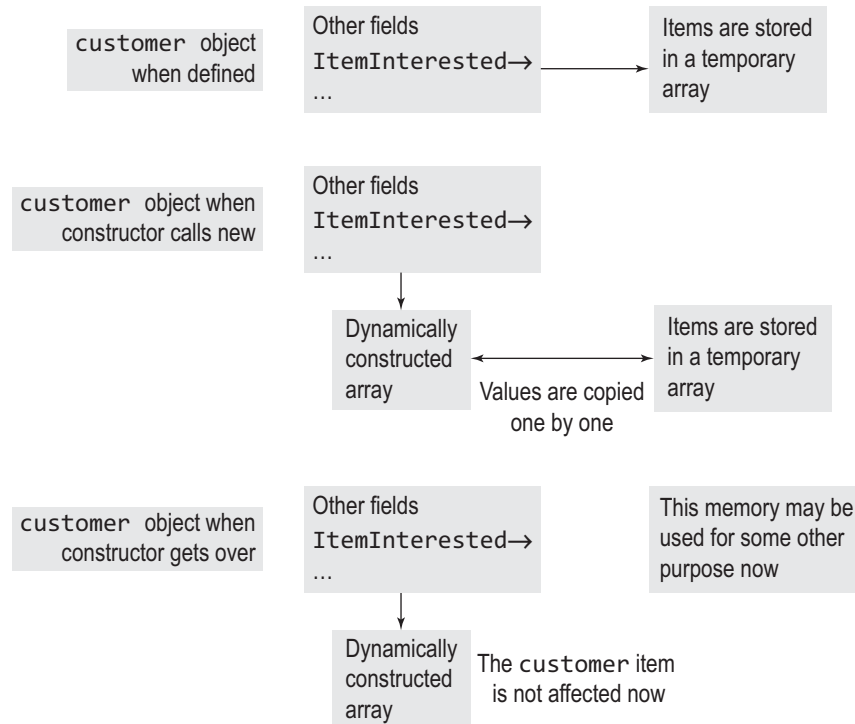 customer object
when defined
Other fields
ItemInterested→
…
Items are stored
in a temporary
array
customer object when
constructor calls new
Other fields
ItemInterested→
…
Dynamically
constructed
array
Values are copied
one by one
Items are stored
in a temporary
array
customer object when
constructor gets over
Other fields
ItemInterested→
…
This memory may be
used for some other
purpose now
Dynamically
constructed
array
The customer item
is not affected now